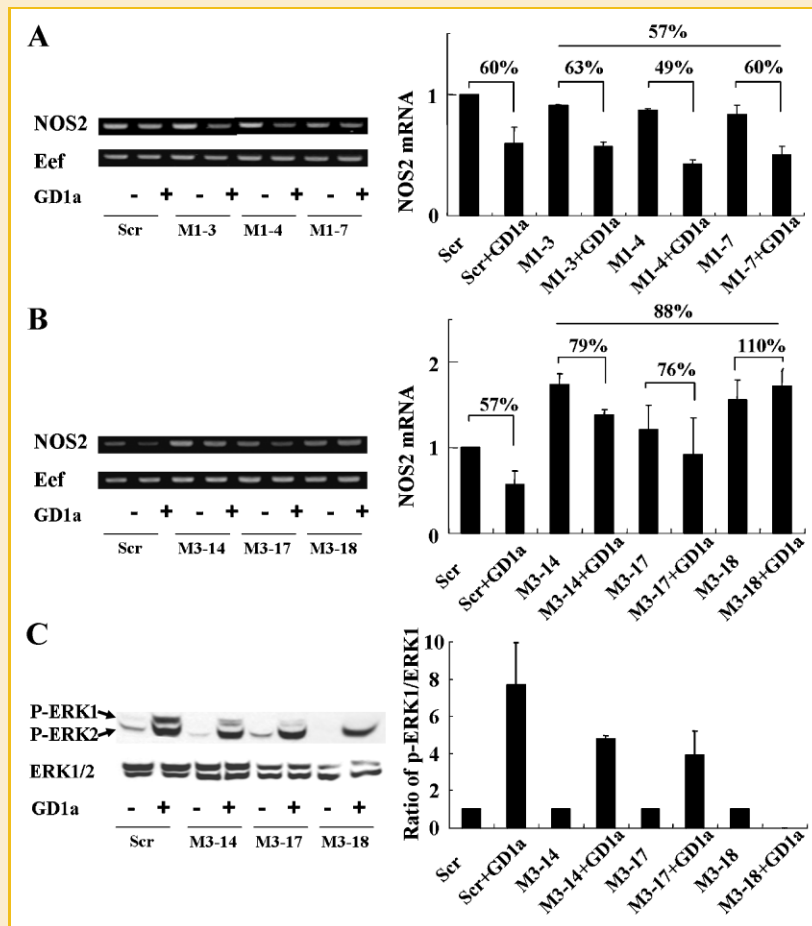 A
NOS2
Eef
GD1a - + - + - + - +
Scr M1-3 M1-4 M1-7
NOS2 mRNA
1
0
57%
60% 63% 49% 60%
Scr
Scr+GD1a
M1-3
M1-3+GD1a
M1-4
M1-4+GD1a
M1-7
M1-7+GD1a
B
NOS2
Eef
GD1a - + - + - + - +
Scr M3-14 M3-17 M3-18
NOS2 mRNA
2
1
0
88%
57% 79% 76% 110%
Scr
Scr+GD1a
M3-14
M3-14+GD1a
M3-17
M3-17+GD1a
M3-18
M3-18+GD1a
C
P-ERK1
P-ERK2
ERK1/2
GD1a - + - + - + - +
Scr M3-14 M3-17 M3-18
Ratio of p-ERK1/ERK1
10
8
6
4
2
0
Scr
Scr+GD1a
M3-14
M3-14+GD1a
M3-17
M3-17+GD1a
M3-18
M3-18+GD1a